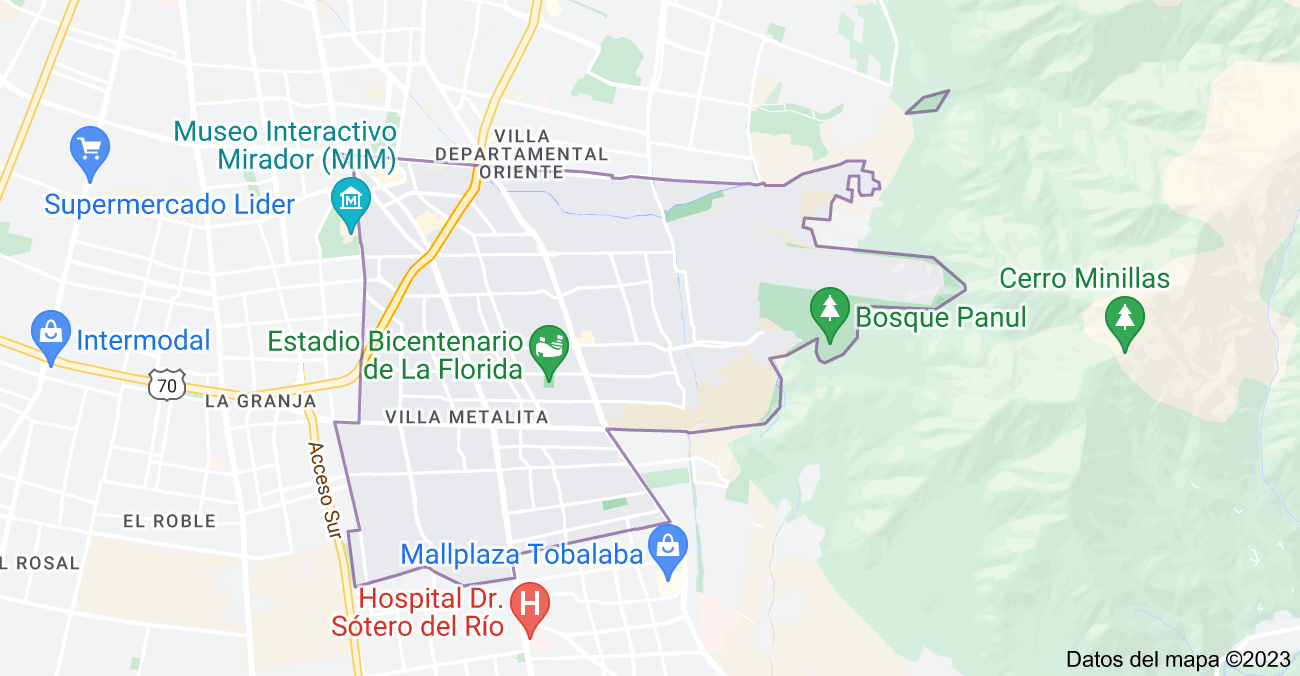 VILLA
DEPARTAMENTAL
ORIENTE
Museo Interactivo
Mirador (MIM)
M
Supermercado Lider
Cerro Minillas
Bosque Panul
Intermodal
Estadio Bicentenario
de La Florida
70
LA GRANJA
VILLA METALITA
Acceso Sur
EL ROBLE
L ROSAL
Mallplaza Tobalaba
Hospital Dr.
Sótero del Río
H
Datos del mapa ©2023